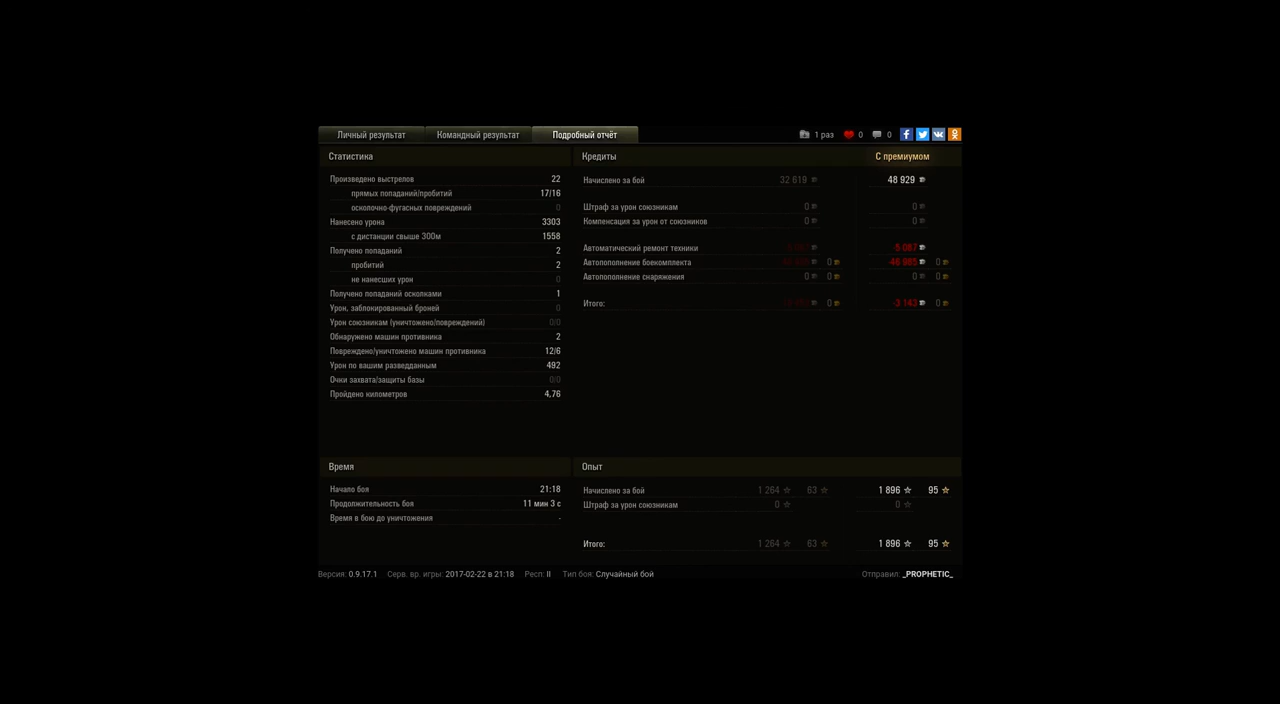 Личный результат Командный результат Подробный отчёт 1 раз 0 0
Статистика
Произведено выстрелов 22
прямых попаданий/пробитий 17/16
осколочно-фугасных повреждений 0
Нанесено урона 3303
с дистанции свыше 300м 1558
Получено попаданий 2
пробитий 2
не нанесших урон 0
Получено попаданий осколками 1
Урон, заблокированный броней 0
Урон союзникам (уничтожено/повреждений) 0/0
Обнаружено машин противника 2
Повреждено/уничтожено машин противника 12/6
Урон по вашим разведданным 492
Очки захвата/защиты базы 0/0
Пройдено километров 4,76
Кредиты С премиумом
Начислено за бой 32 619 48 929
Штраф за урон союзникам 0 0
Компенсация за урон от союзников 0 0
Автоматический ремонт техники -5 087
Автопополнение боекомплекта 0 -46 985 0
Автопополнение снаряжения 0 0 0 0
Итого: 0 -3 143 0
Время
Начало боя 21:18
Продолжительность боя 11 мин 3 с
Время в бою до уничтожения -
Опыт
Начислено за бой 1 264 63 1 896 95
Штраф за урон союзникам 0 0
Итого: 1 264 63 1 896 95
Версия: 0.9.17.1 Серв. вр. игры: 2017-02-22 в 21:18 Респ: II Тип боя: Случайный бой Отправил: _PROPHETIC_